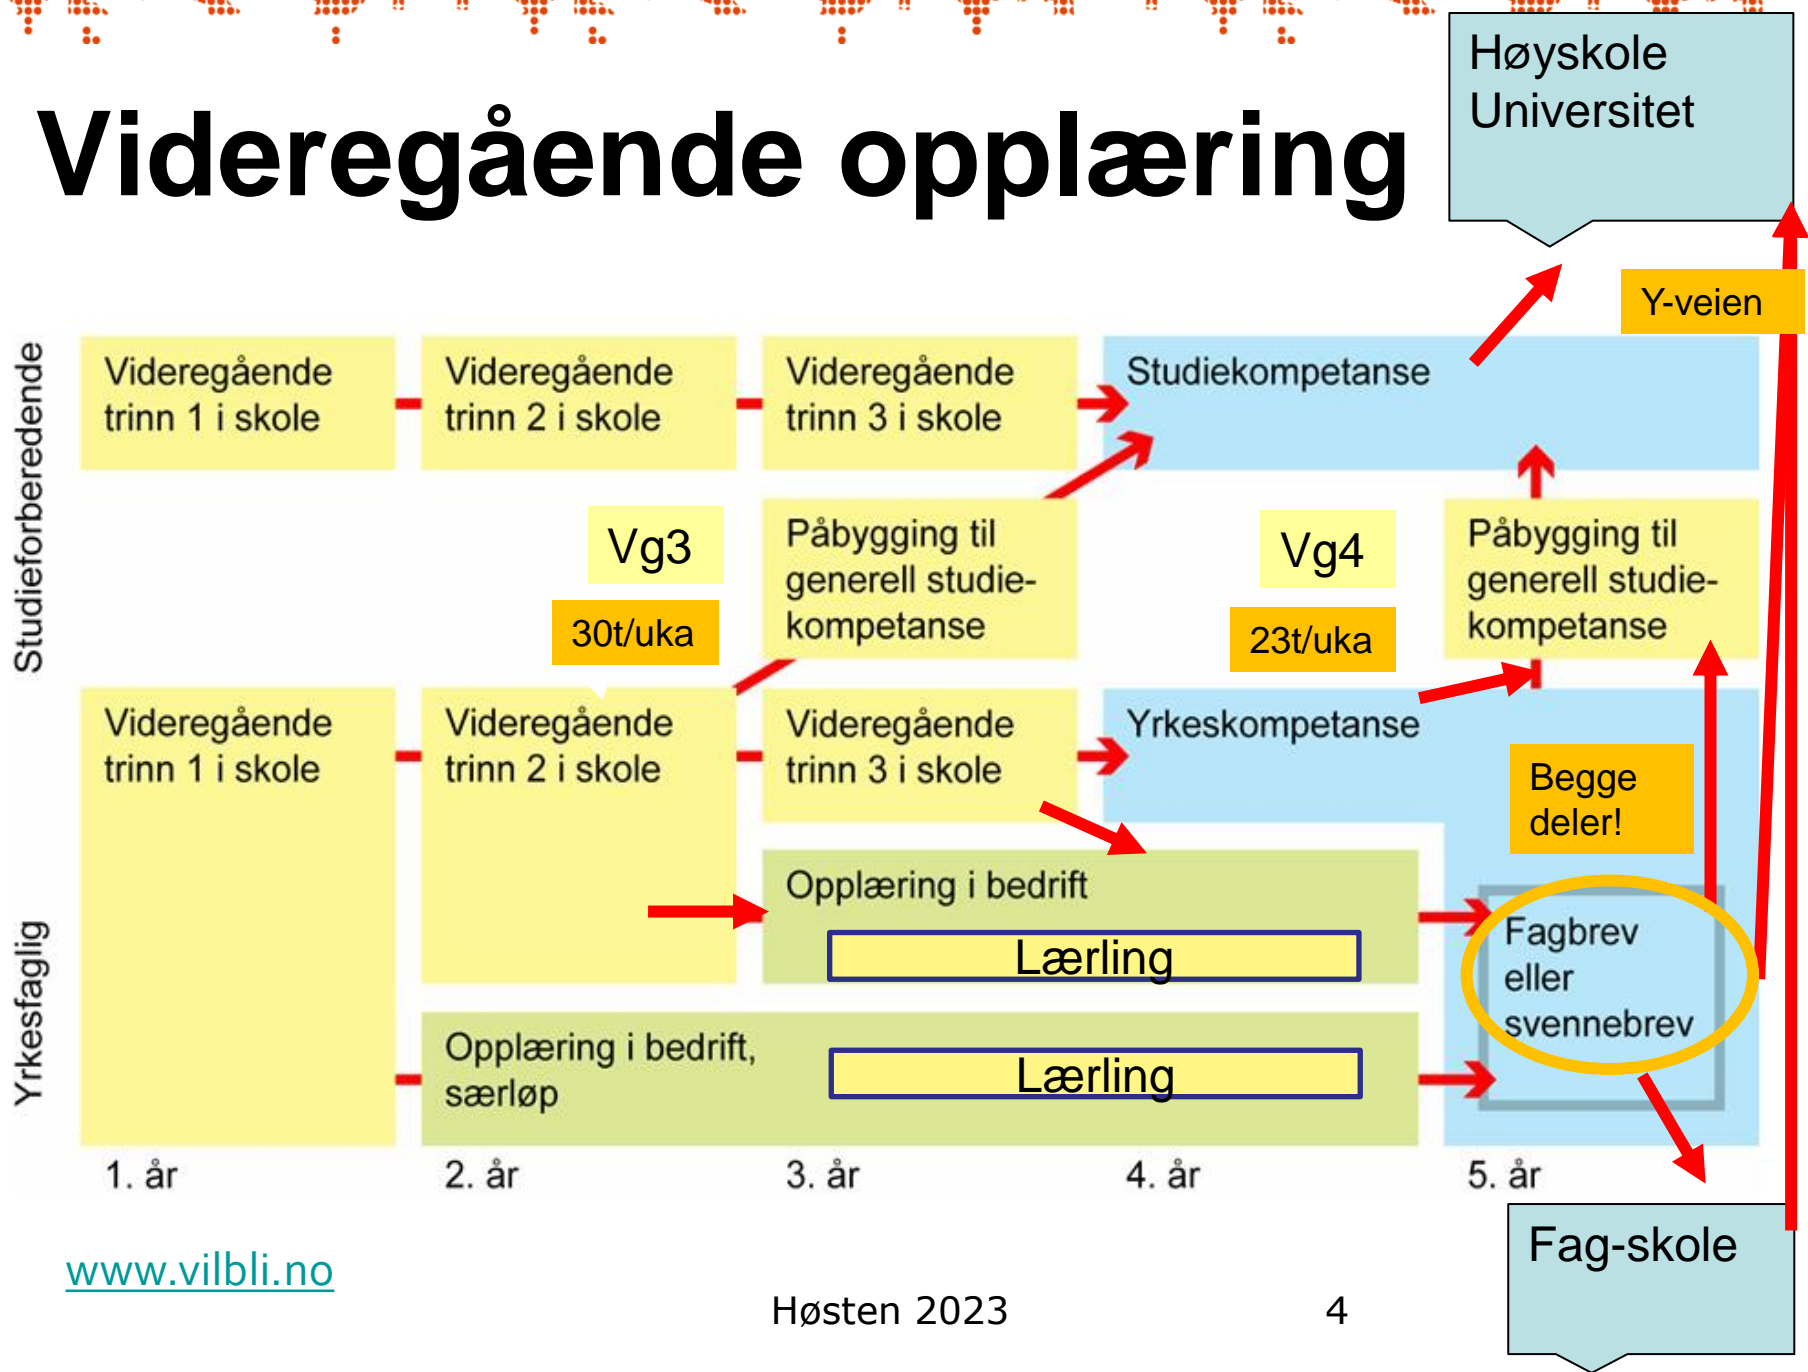 Høyskole
Universitet
Videregående opplæring
Y-veien
Studieforberedende
Videregående
trinn 1 i skole
Videregående
trinn 2 i skole
Videregående
trinn 3 i skole
Studiekompetanse
Vg3
30t/uka
Påbygging til
generell studie-
kompetanse
Vg4
23t/uka
Påbygging til
generell studie-
kompetanse
Yrkesfaglig
Videregående
trinn 1 i skole
Videregående
trinn 2 i skole
Videregående
trinn 3 i skole
Yrkeskompetanse
Begge
deler!
Opplæring i bedrift
Lærling
Fagbrev
eller
svennebrev
Opplæring i bedrift,
særløp
Lærling
1. år
2. år
3. år
4. år
5. år
Fag-skole
www.vilbli.no
Høsten 2023
4